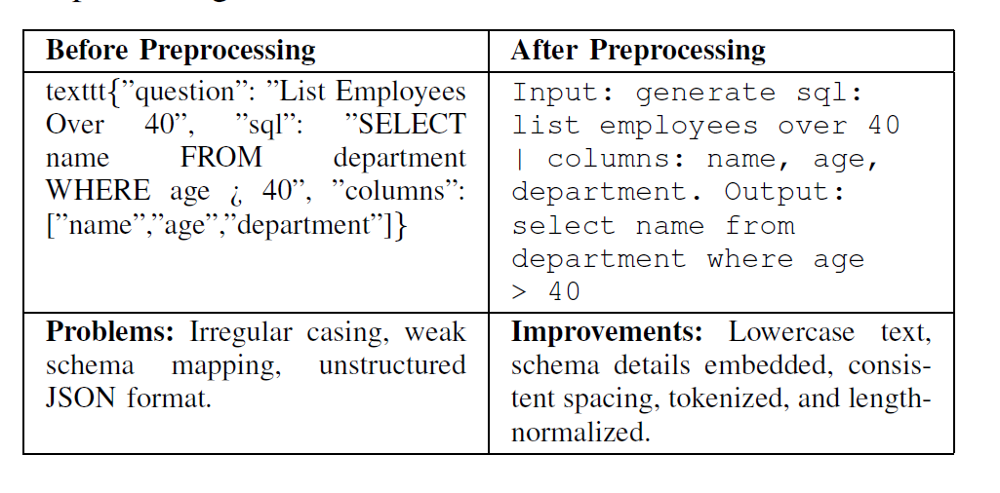 Before Preprocessing
After Preprocessing
texttt{”question”: ”List Employees
Over 40”, ”sql”: ”SELECT
name FROM department
WHERE age ¿ 40”, ”columns”:
[”name”,”age”,”department”]}
Input: generate sql:
list employees over 40
| columns: name, age,
department. Output:
select name from
department where age
> 40
Problems: Irregular casing, weak
schema mapping, unstructured
JSON format.
Improvements: Lowercase text,
schema details embedded, consis-
tent spacing, tokenized, and length-
normalized.